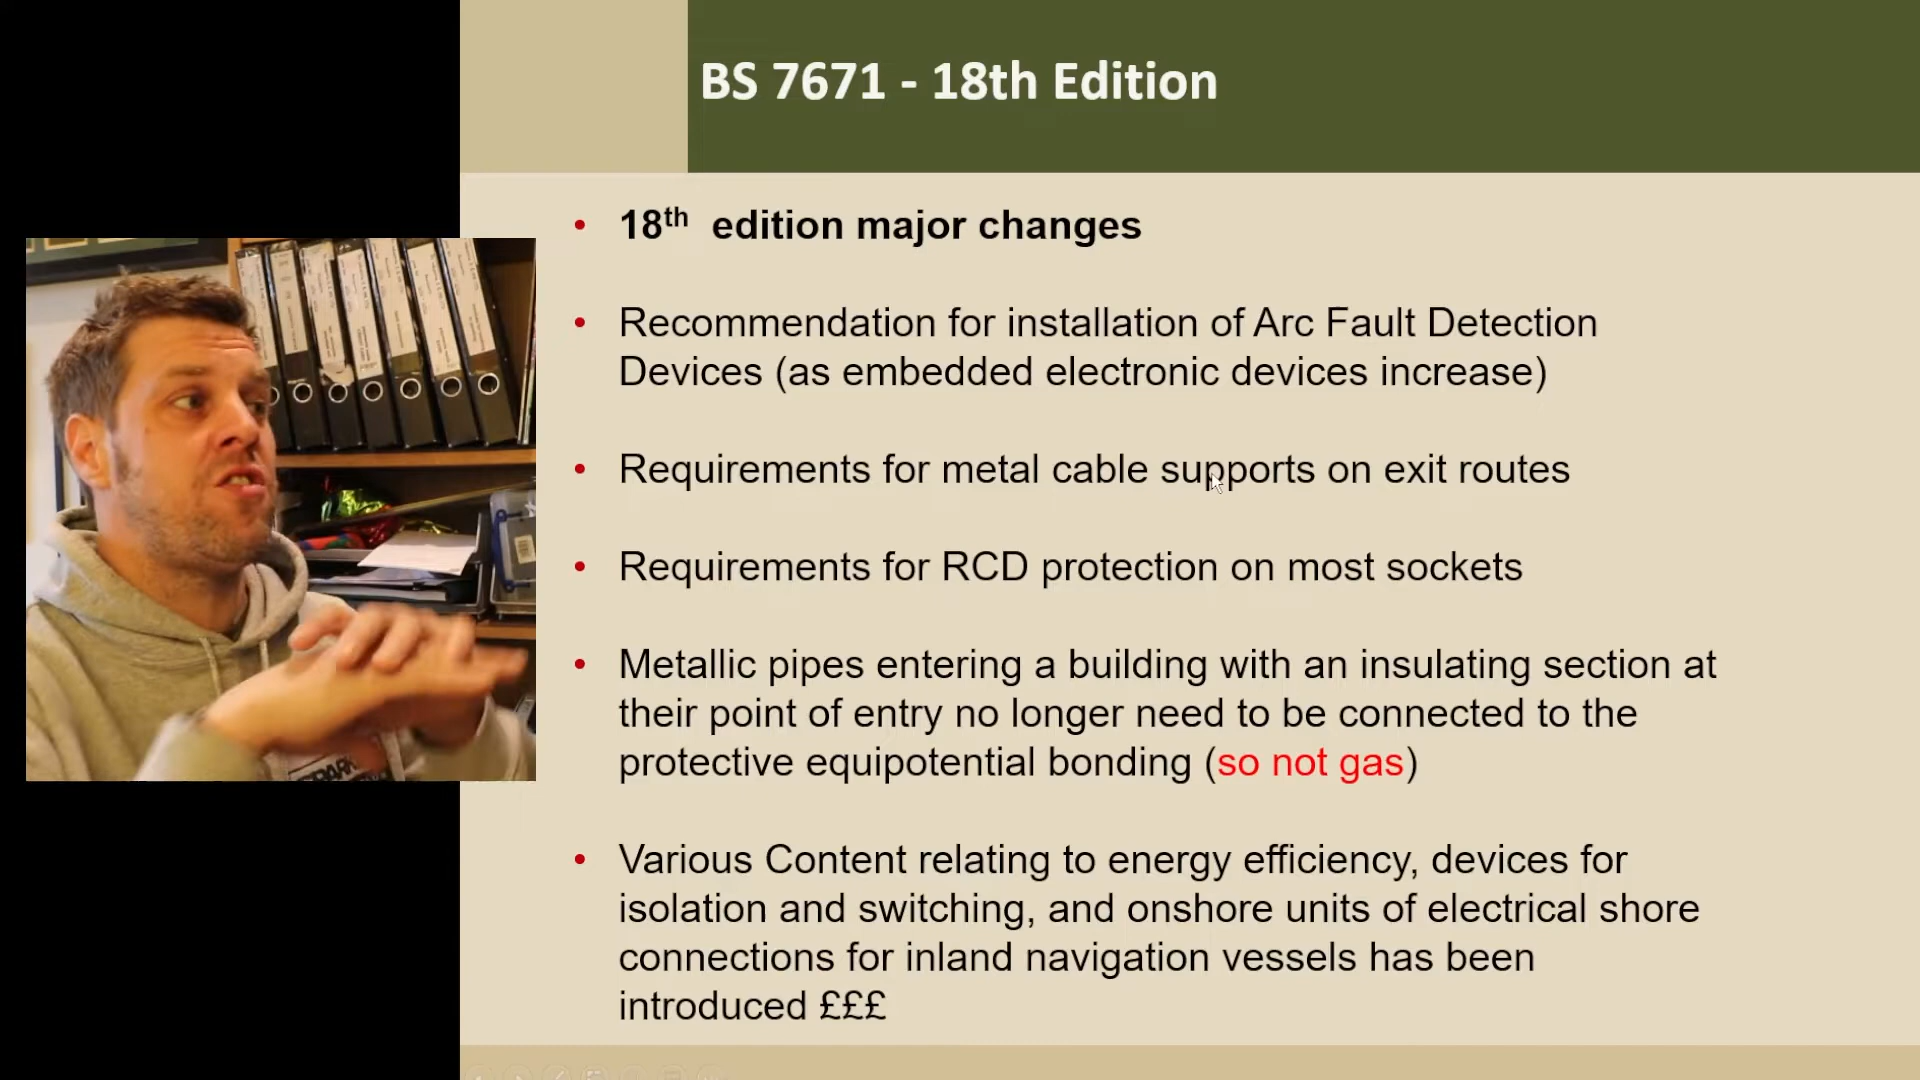 BS 7671 - 18th Edition
• 18th edition major changes
• Recommendation for installation of Arc Fault Detection
Devices (as embedded electronic devices increase)
• Requirements for metal cable supports on exit routes
• Requirements for RCD protection on most sockets
• Metallic pipes entering a building with an insulating section at
their point of entry no longer need to be connected to the
protective equipotential bonding (so not gas)
• Various Content relating to energy efficiency, devices for
isolation and switching, and onshore units of electrical shore
connections for inland navigation vessels has been
introduced £££